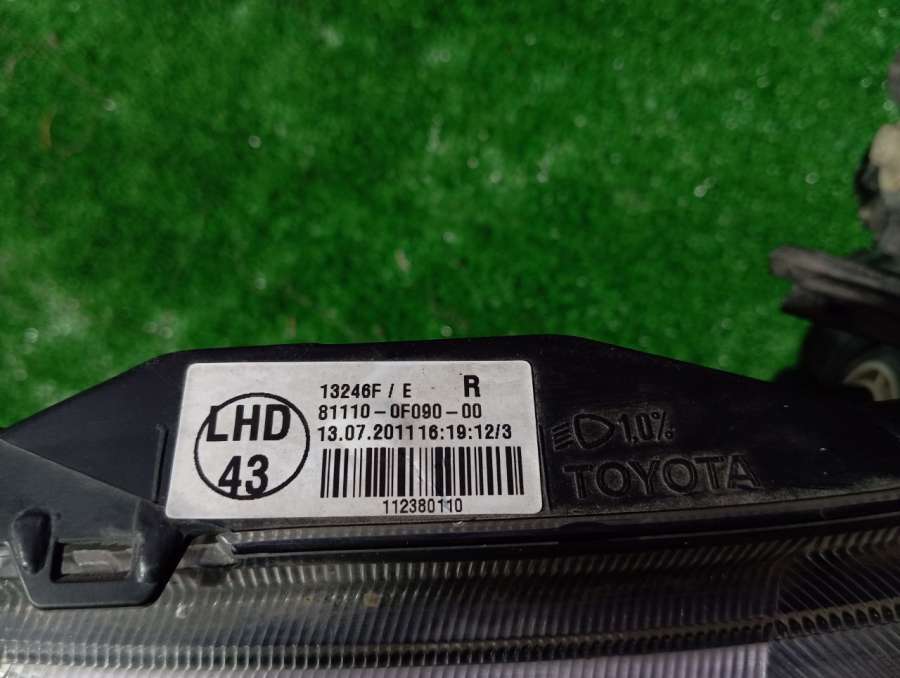 13246F / E R
LHD
43
81110-0F090-00
13.07.2011 16:19:12/3
112380110
1,0%
TOYOTA